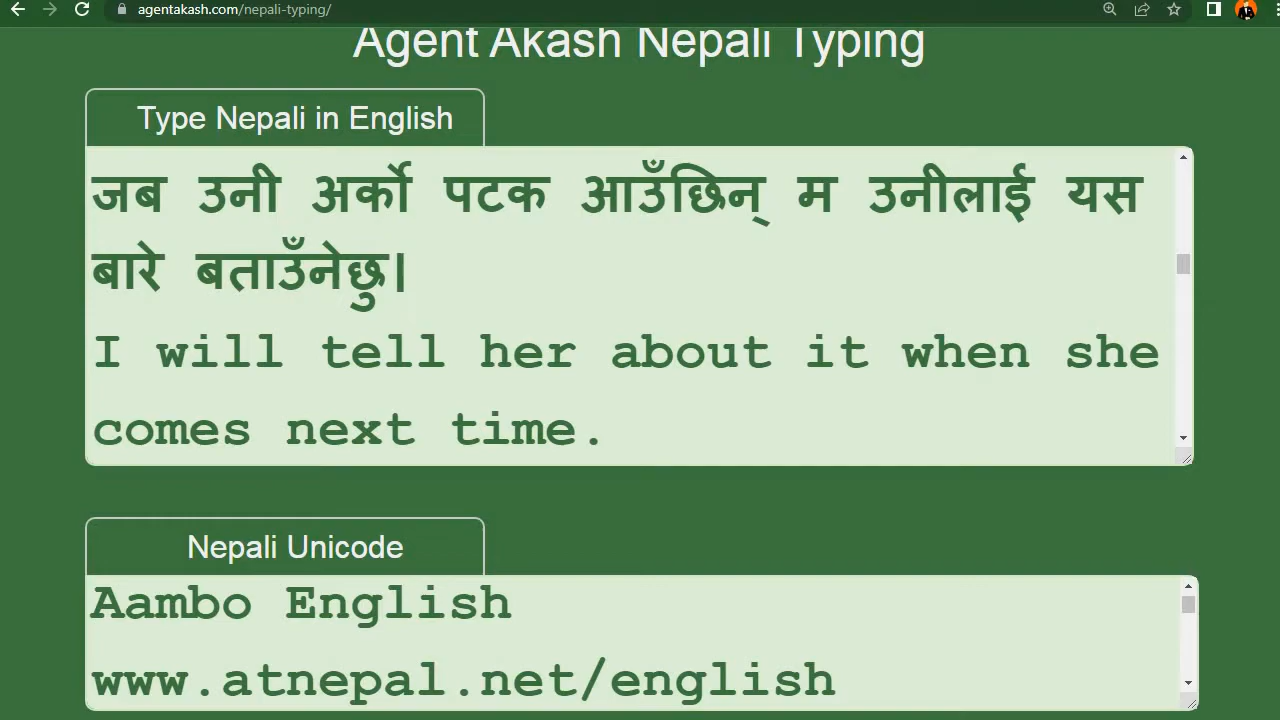 agentakash.com/nepali-typing/
Agent Akash Nepali Typing
Type Nepali in English
जब उनी अर्को पटक आउँछिन् म उनीलाई यस
बारे बताउँनेछु।
I will tell her about it when she
comes next time.
Nepali Unicode
Aambo English
www.atnepal.net/english